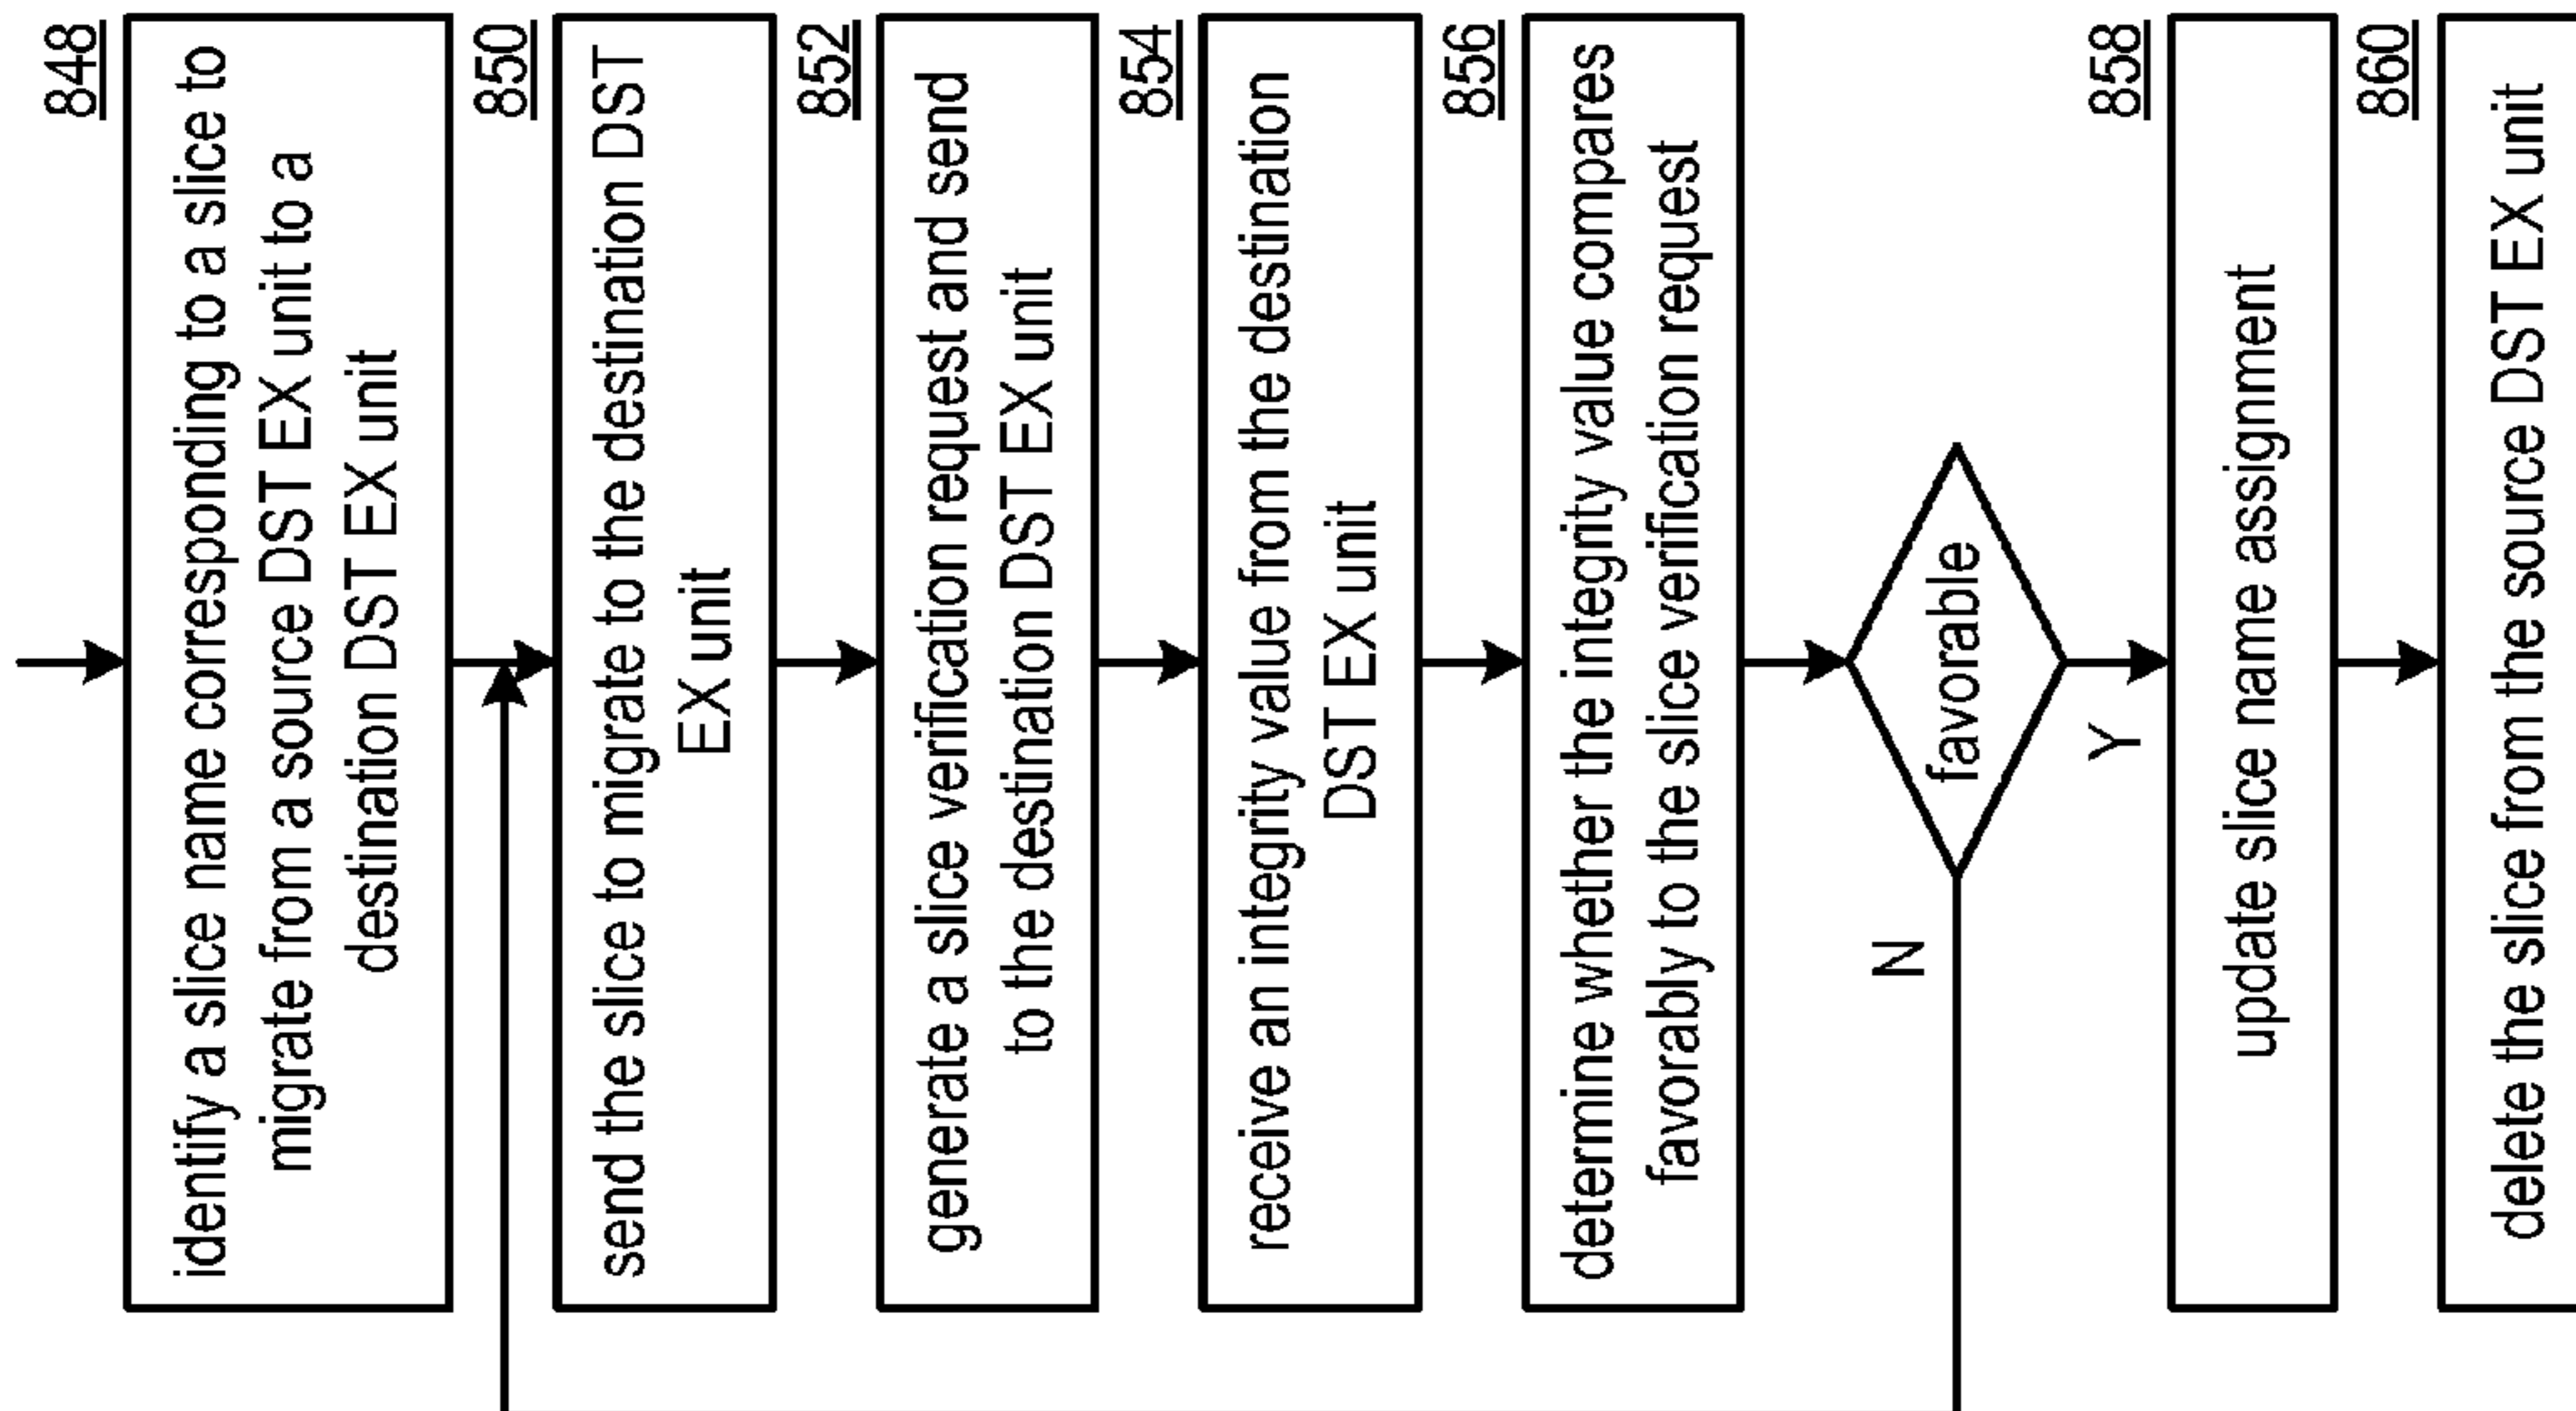 848
identify a slice name corresponding to a slice to
migrate from a source DST EX unit to a
destination DST EX unit
850
send the slice to migrate to the destination DST
EX unit
852
generate a slice verification request and send
to the destination DST EX unit
854
receive an integrity value from the destination
DST EX unit
856
determine whether the integrity value compares
favorably to the slice verification request
favorable
N
Y
858
update slice name assignment
860
delete the slice from the source DST EX unit